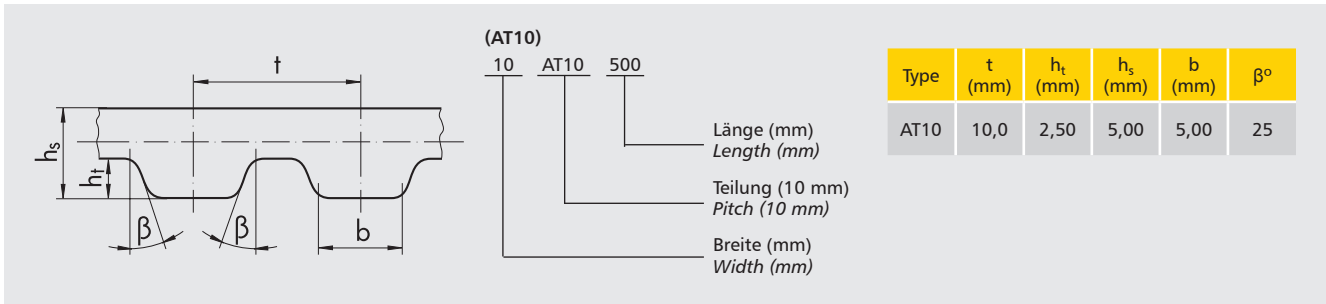 t
hs
ht
β
β
b
(AT10)
10 AT10 500
Länge (mm)
Length (mm)
Teilung (10 mm)
Pitch (10 mm)
Breite (mm)
Width (mm)
Type t (mm) ht (mm) hs (mm) b (mm) βº
AT10 10,0 2,50 5,00 5,00 25